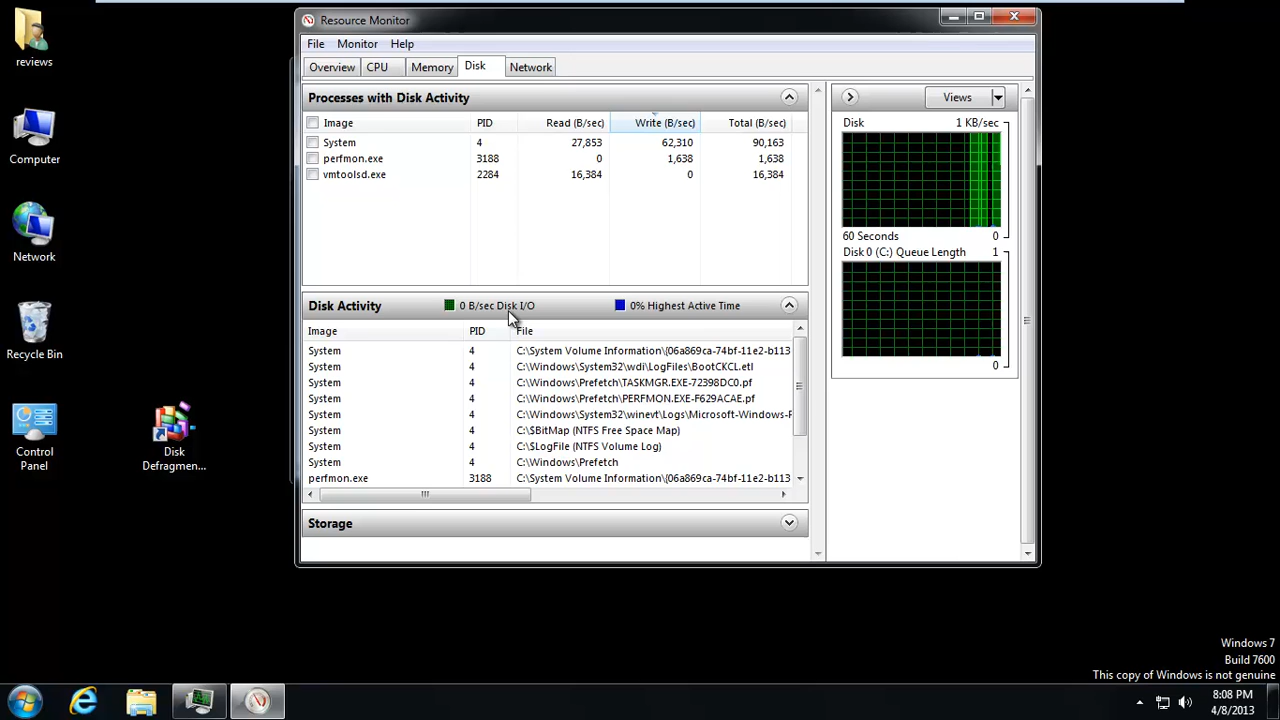 reviews
Computer
Network
Recycle Bin
Control
Panel
Disk
Defragmen...
Resource Monitor
File Monitor Help
Overview CPU Memory Disk Network
Processes with Disk Activity
Image PID Read (B/sec) Write (B/sec) Total (B/sec)
System 4 27,853 62,310 90,163
perfmon.exe 3188 0 1,638 1,638
vmtoolsd.exe 2284 16,384 0 16,384
Disk Activity 0 B/sec Disk I/O 0% Highest Active Time
Image PID File
System 4 C:\System Volume Information\{06a869ca-74bf-11e2-b113
System 4 C:\Windows\System32\wdi\LogFiles\BootCKCL.etl
System 4 C:\Windows\Prefetch\TASKMGR.EXE-72398DC0.pf
System 4 C:\Windows\Prefetch\PERFMON.EXE-F629ACAE.pf
System 4 C:\Windows\System32\winevt\Logs\Microsoft-Windows-P
System 4 C:\$BitMap (NTFS Free Space Map)
System 4 C:\$LogFile (NTFS Volume Log)
System 4 C:\Windows\Prefetch
perfmon.exe 3188 C:\System Volume Information\{06a869ca-74bf-11e2-b113
Storage
Views
Disk 1 KB/sec
60 Seconds 0
Disk 0 (C:) Queue Length 1
0
Windows 7
Build 7600
This copy of Windows is not genuine
8:08 PM
4/8/2013